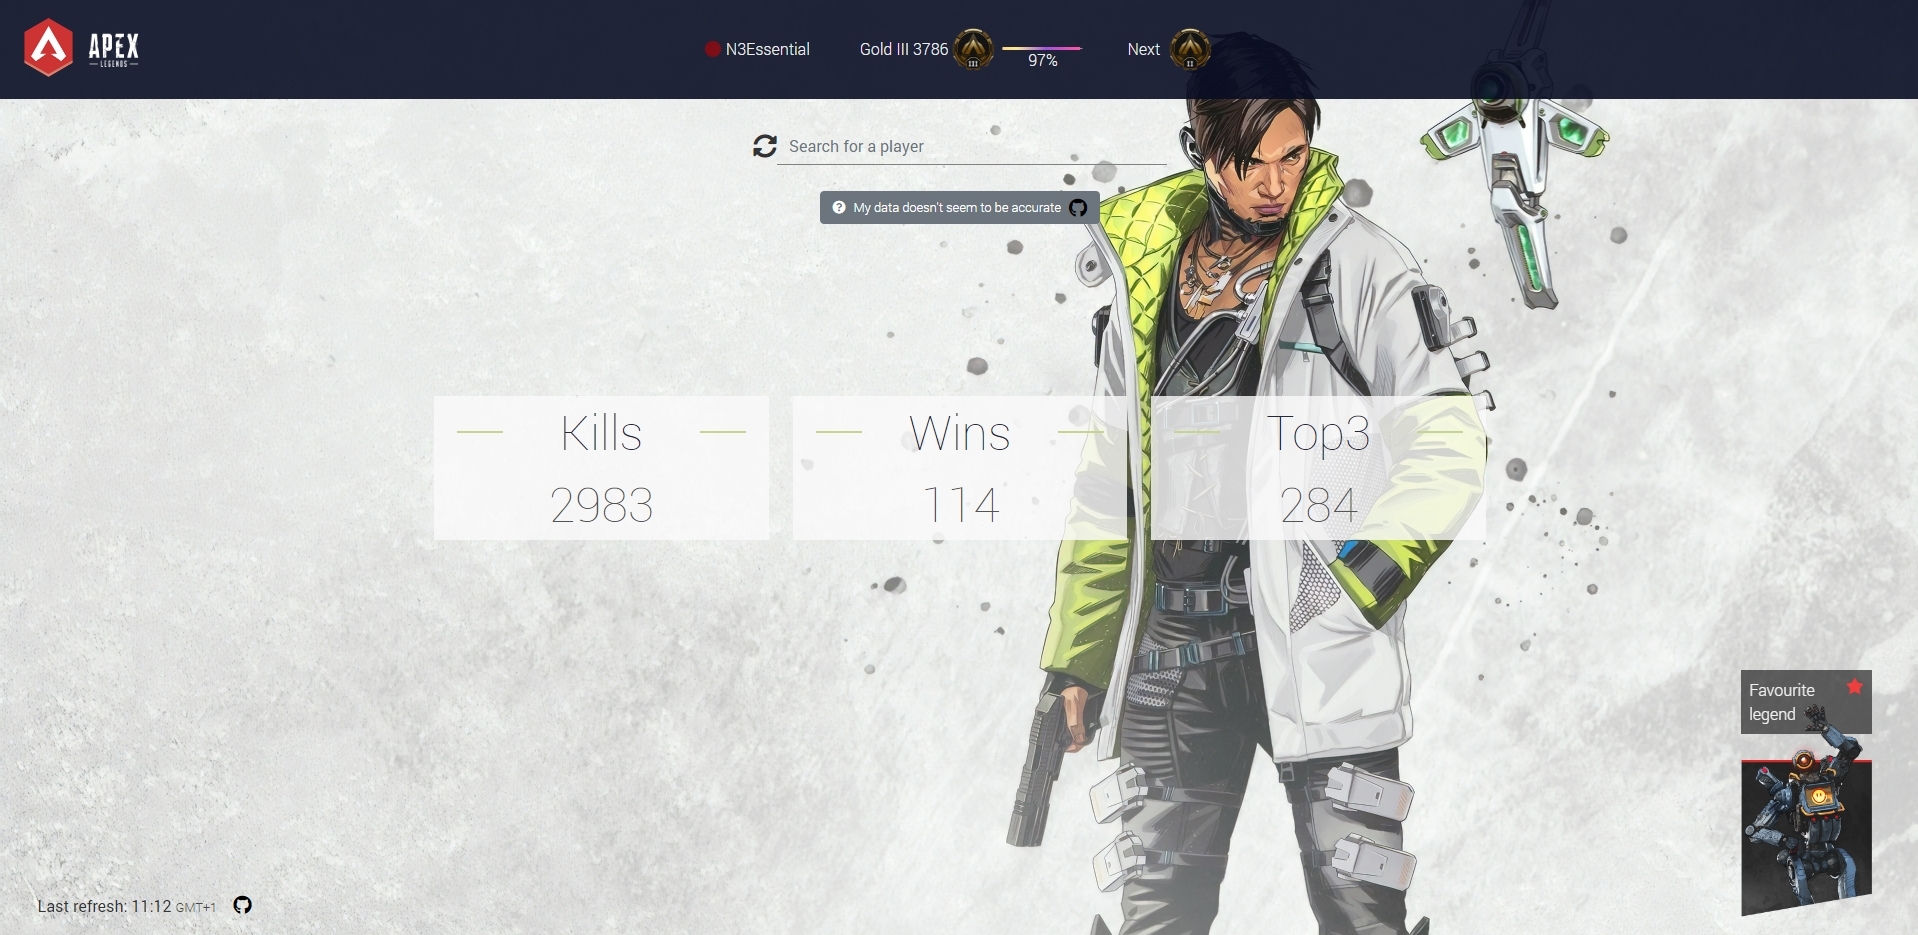 APEX
LEGENDS
N3Essential
Gold III 3786
III
97%
Next
II
Search for a player
? My data doesn't seem to be accurate
Kills
2983
Wins
114
Top3
284
Favourite
legend
Last refresh: 11:12 GMT+1